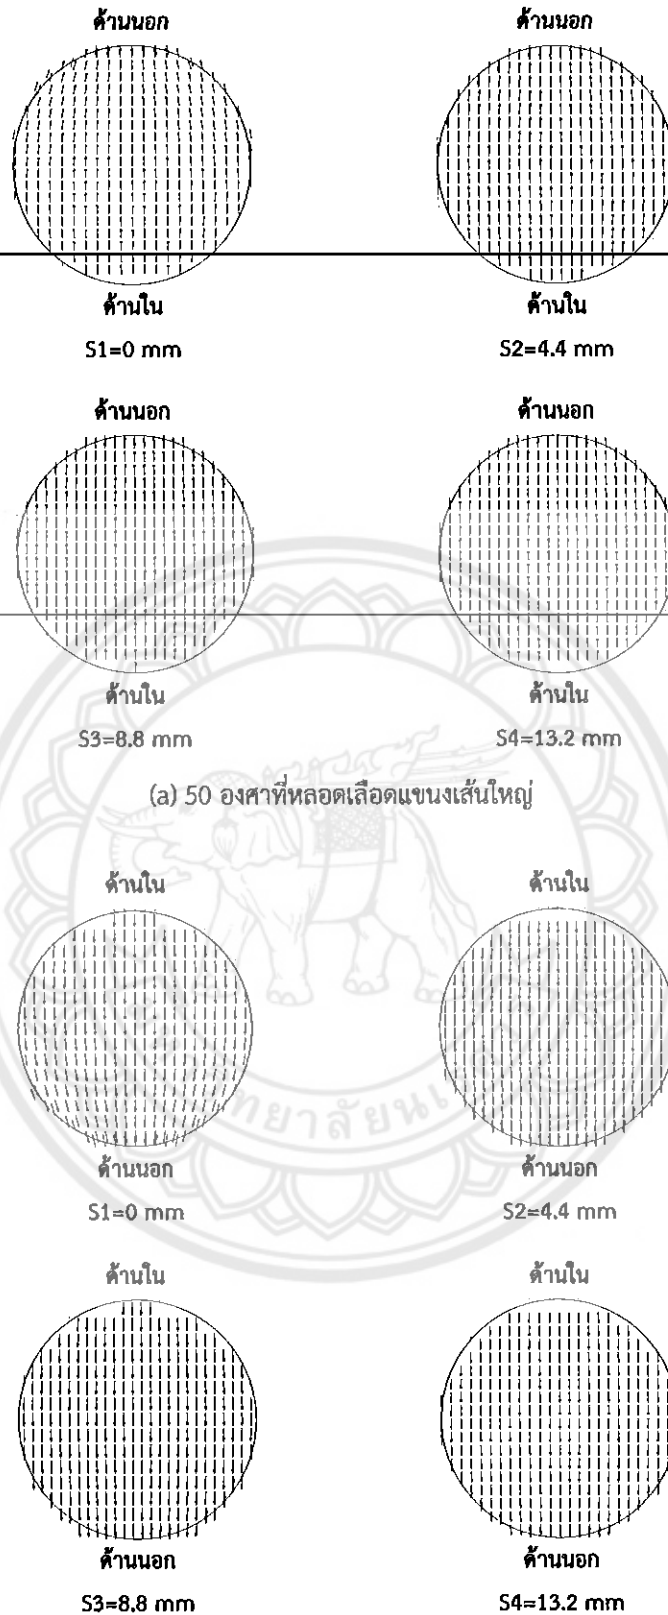 ด้านนอก
ด้านนอก
ด้านใน
ด้านใน
S1=0 mm
S2=4.4 mm
ด้านนอก
ด้านนอก
ด้านใน
ด้านใน
S3=8.8 mm
S4=13.2 mm
(a) 50 องศาที่หลอดเลือดแขนงเส้นใหญ่
ด้านใน
ด้านใน
ด้านนอก
ด้านนอก
S1=0 mm
S2=4.4 mm
ด้านใน
ด้านใน
ด้านนอก
ด้านนอก
S3=8.8 mm
S4=13.2 mm